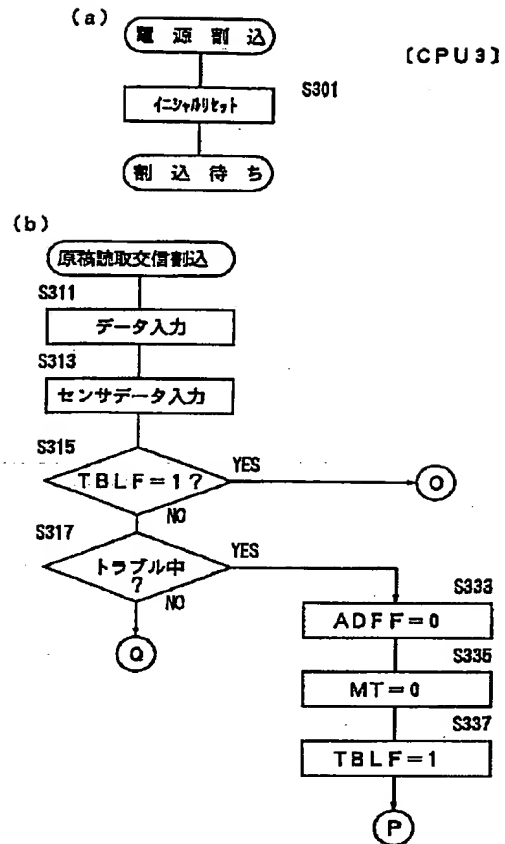 (a)
電源割込
[CPU3]
S301
イニシャルリセット
割込待ち
(b)
原稿読取交信割込
S311
データ入力
S313
センサデータ入力
S315
TBLF=1?
YES
O
NO
S317
トラブル中
?
YES
NO
Q
S333
ADFF=0
S335
MT=0
S337
TBLF=1
P